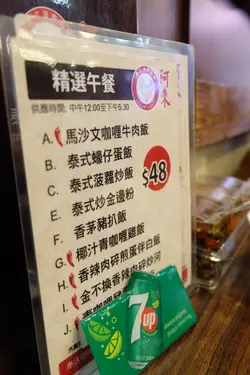 精選午餐
供應時間: 中午12:00至下午5:30
A. 馬沙文咖喱牛肉飯
B. 泰式蠔仔蛋飯
C. 泰式菠蘿炒飯
E. 泰式炒金邊粉
F. 香茅豬扒飯
G. 椰汁青咖喱雞飯
H. 香辣肉碎煎蛋伴白飯
I. 金不換香辣肉碎炒河
J.
$48
7up